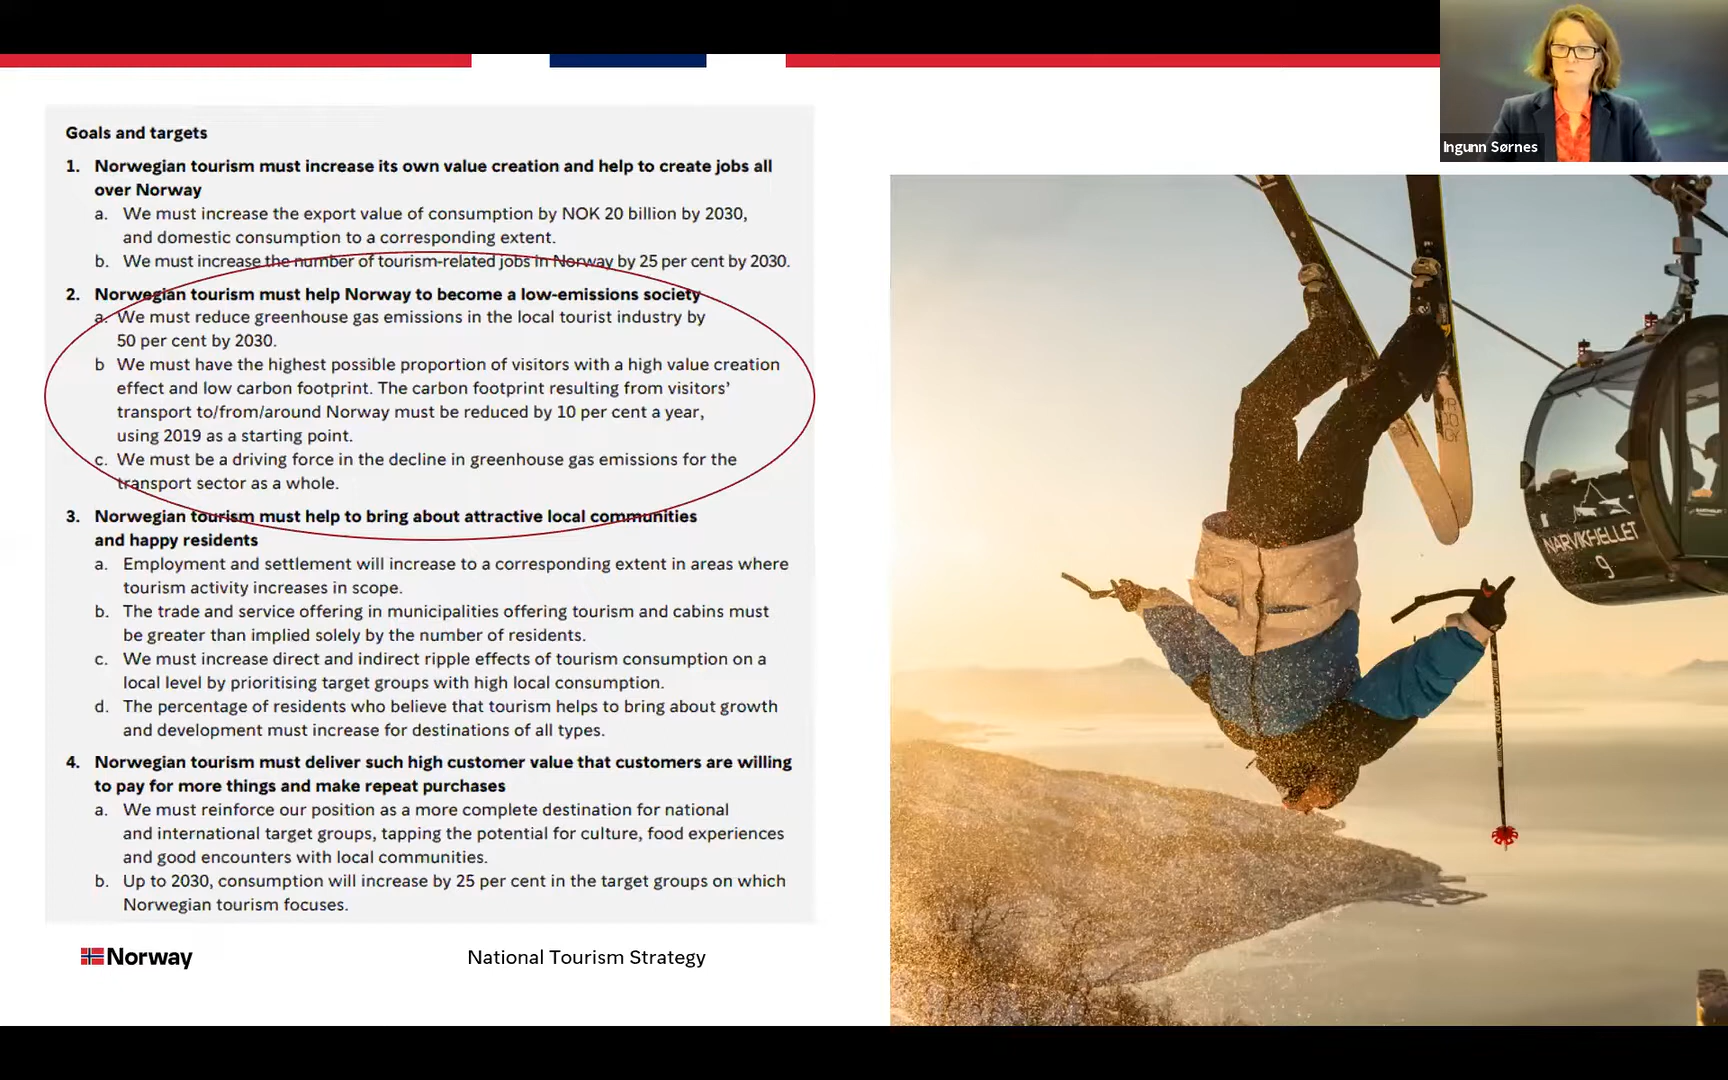 Goals and targets
1. Norwegian tourism must increase its own value creation and help to create jobs all
over Norway
a. We must increase the export value of consumption by NOK 20 billion by 2030,
and domestic consumption to a corresponding extent.
b. We must increase the number of tourism-related jobs in Norway by 25 per cent by 2030.
2. Norwegian tourism must help Norway to become a low-emissions society
a. We must reduce greenhouse gas emissions in the local tourist industry by
50 per cent by 2030.
b We must have the highest possible proportion of visitors with a high value creation
effect and low carbon footprint. The carbon footprint resulting from visitors’
transport to/from/around Norway must be reduced by 10 per cent a year,
using 2019 as a starting point.
c. We must be a driving force in the decline in greenhouse gas emissions for the
transport sector as a whole.
3. Norwegian tourism must help to bring about attractive local communities
and happy residents
a. Employment and settlement will increase to a corresponding extent in areas where
tourism activity increases in scope.
b. The trade and service offering in municipalities offering tourism and cabins must
be greater than implied solely by the number of residents.
c. We must increase direct and indirect ripple effects of tourism consumption on a
local level by prioritising target groups with high local consumption.
d. The percentage of residents who believe that tourism helps to bring about growth
and development must increase for destinations of all types.
4. Norwegian tourism must deliver such high customer value that customers are willing
to pay for more things and make repeat purchases
a. We must reinforce our position as a more complete destination for national
and international target groups, tapping the potential for culture, food experiences
and good encounters with local communities.
b. Up to 2030, consumption will increase by 25 per cent in the target groups on which
Norwegian tourism focuses.
Norway
National Tourism Strategy
Ingunn Sørnes
NARVIKFJELLET
9